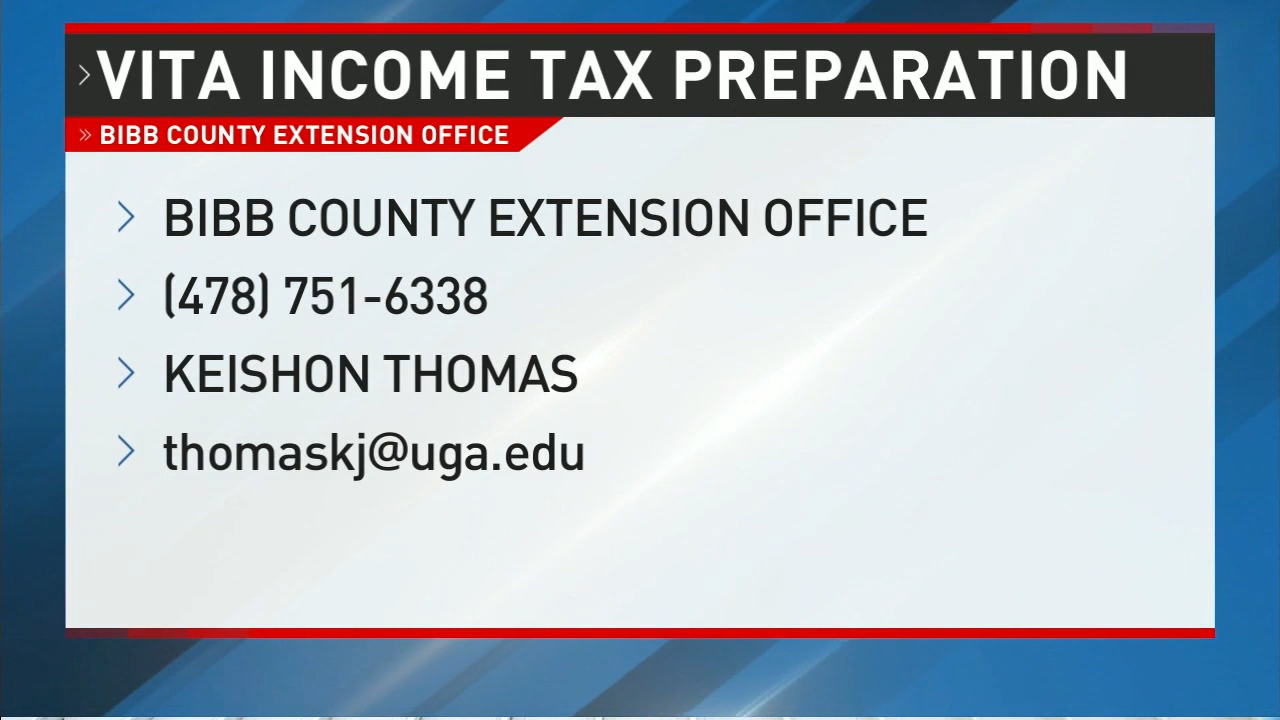 VITA INCOME TAX PREPARATION
BIBB COUNTY EXTENSION OFFICE
BIBB COUNTY EXTENSION OFFICE
(478) 751-6338
KEISHON THOMAS
thomaskj@uga.edu